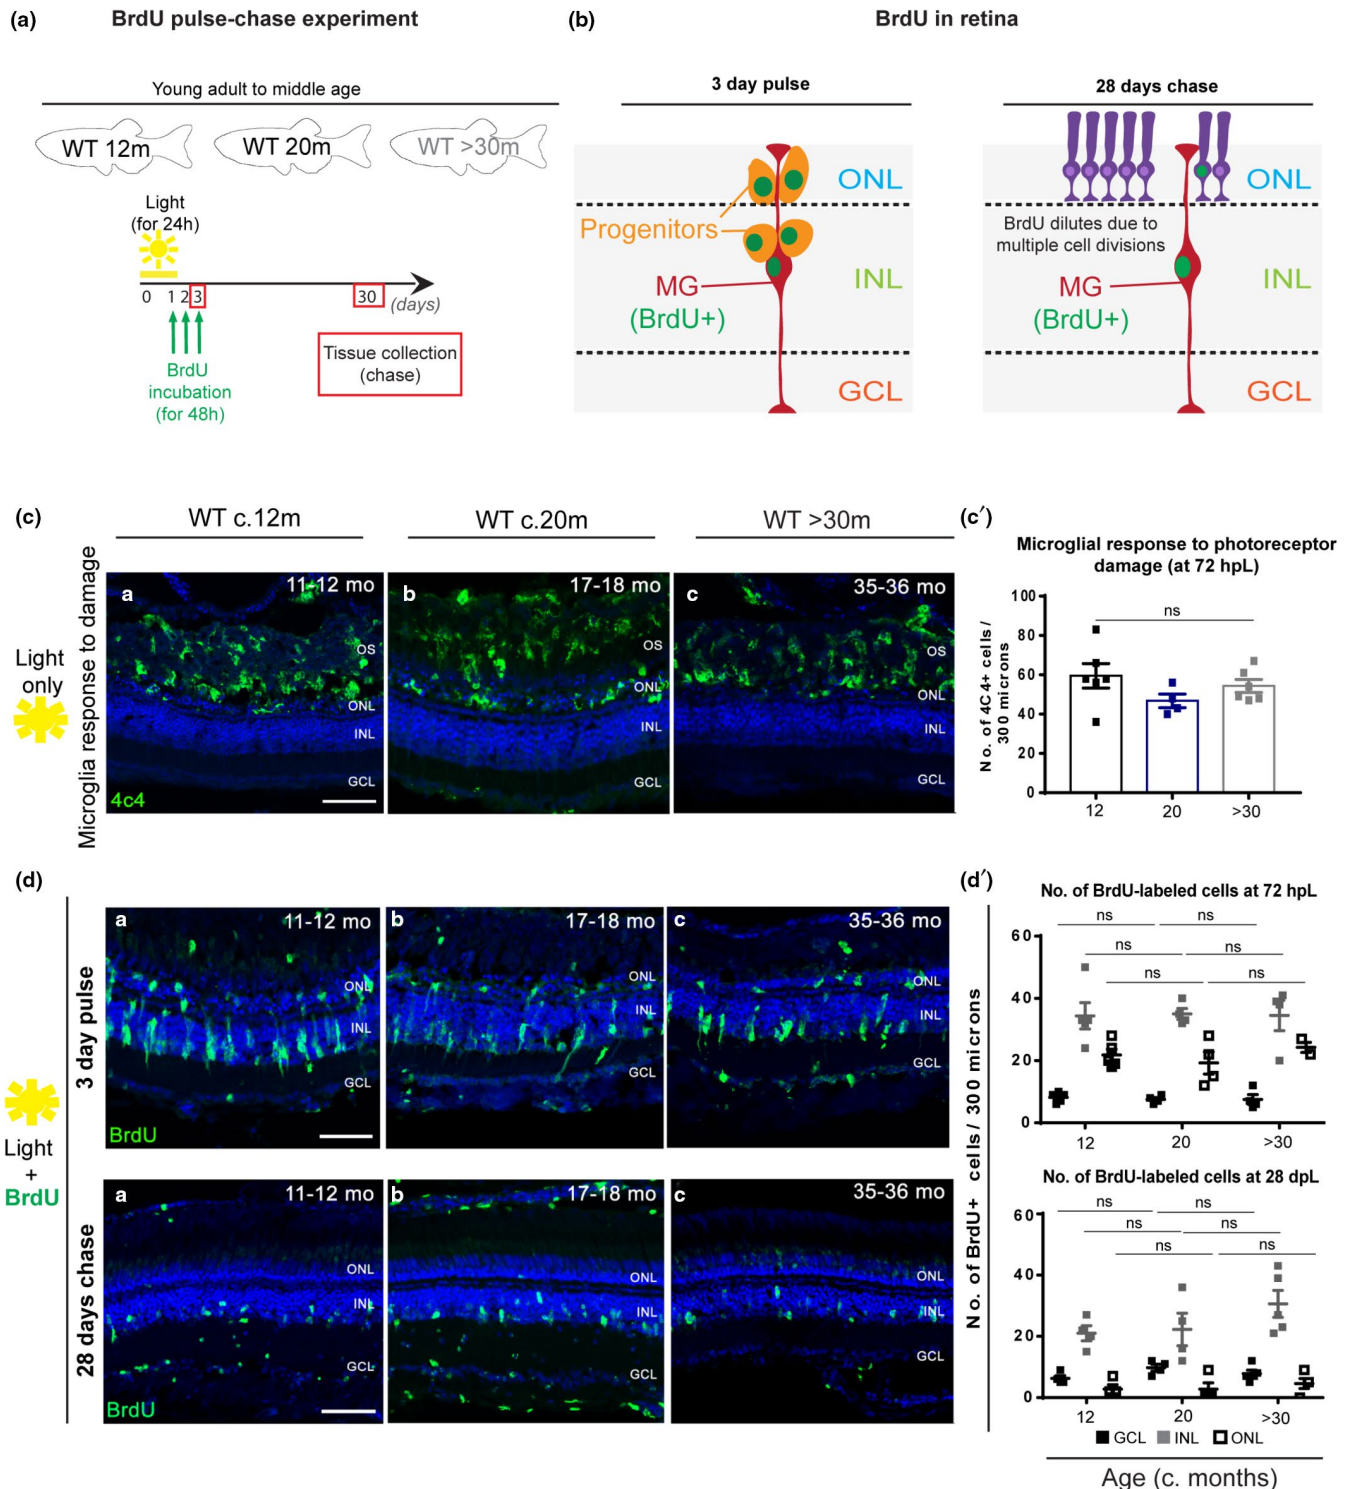 (a)
BrdU pulse-chase experiment
Young adult to middle age
WT 12m
WT 20m
WT >30m
Light
(for 24h)
0 1 2 3 30 (days)
BrdU
incubation
(for 48h)
Tissue collection
(chase)
(b)
BrdU in retina
3 day pulse
ONL
Progenitors
MG
(BrdU+)
INL
GCL
28 days chase
ONL
BrdU dilutes due to
multiple cell divisions
MG
(BrdU+)
INL
GCL
(c)
WT c.12m
WT c.20m
WT >30m
Light
only
Microglia response to damage
a
11-12 mo
OS
ONL
INL
GCL
4c4
b
17-18 mo
OS
ONL
INL
GCL
c
35-36 mo
OS
ONL
INL
GCL
(c′)
Microglial response to photoreceptor
damage (at 72 hpL)
No. of 4C4+ cells/
300 microns
ns
100
80
60
40
20
0
12
20
>30
(d)
Light
+
BrdU
3 day pulse
a
11-12 mo
ONL
INL
GCL
BrdU
b
17-18 mo
ONL
INL
GCL
c
35-36 mo
ONL
INL
GCL
28 days chase
a
11-12 mo
ONL
INL
GCL
BrdU
b
17-18 mo
ONL
INL
GCL
c
35-36 mo
ONL
INL
GCL
(d′)
No. of BrdU+ cells/ 300 microns
No. of BrdU-labeled cells at 72 hpL
ns ns
ns ns
ns ns
60
40
20
0
12
20
>30
No. of BrdU-labeled cells at 28 dpL
ns ns
ns ns
ns ns
60
40
20
0
12
20
>30
GCL INL ONL
Age (c. months)